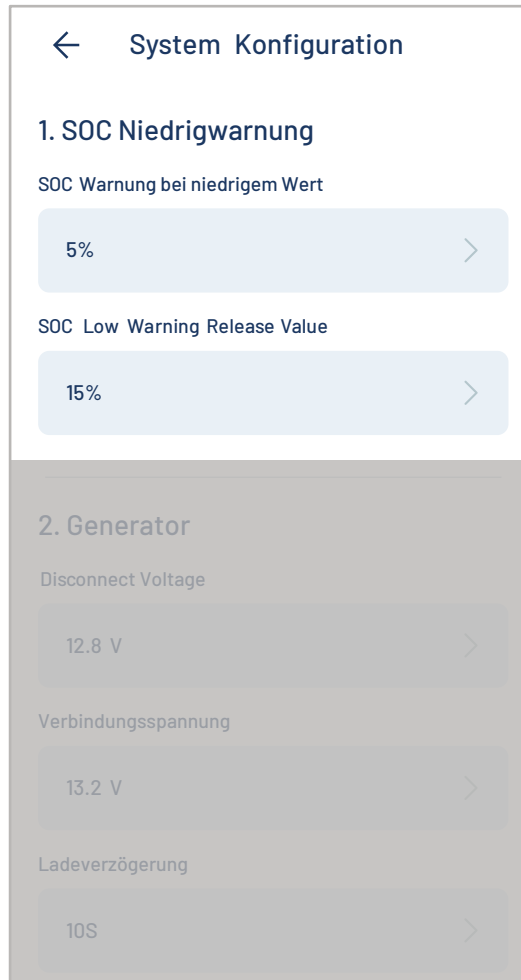 System Konfiguration
1. SOC Niedrigwarnung
SOC Warnung bei niedrigem Wert
5%
SOC Low Warning Release Value
15%
2. Generator
Disconnect Voltage
12.8 V
Verbindungsspannung
13.2 V
Ladeverzögerung
10S